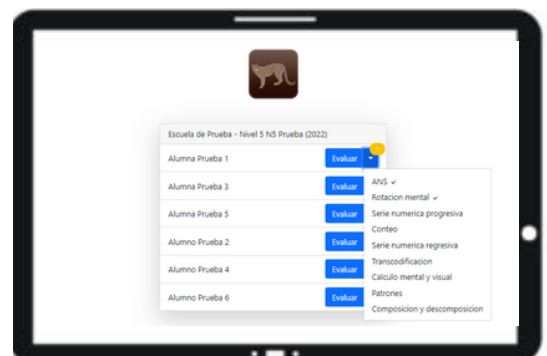 Escuela de Prueba - Nivel 5 N5 Prueba (2022)
Alumna Prueba 1 Evaluar
Alumna Prueba 3 Evaluar
Alumna Prueba 5 Evaluar
Alumno Prueba 2 Evaluar
Alumno Prueba 4 Evaluar
Alumno Prueba 6 Evaluar
ANS ✓
Rotacion mental ✓
Serie numerica progresiva
Conteo
Serie numerica regresiva
Transcodificacion
Calculo mental y visual
Patrones
Composicion y descomposicion